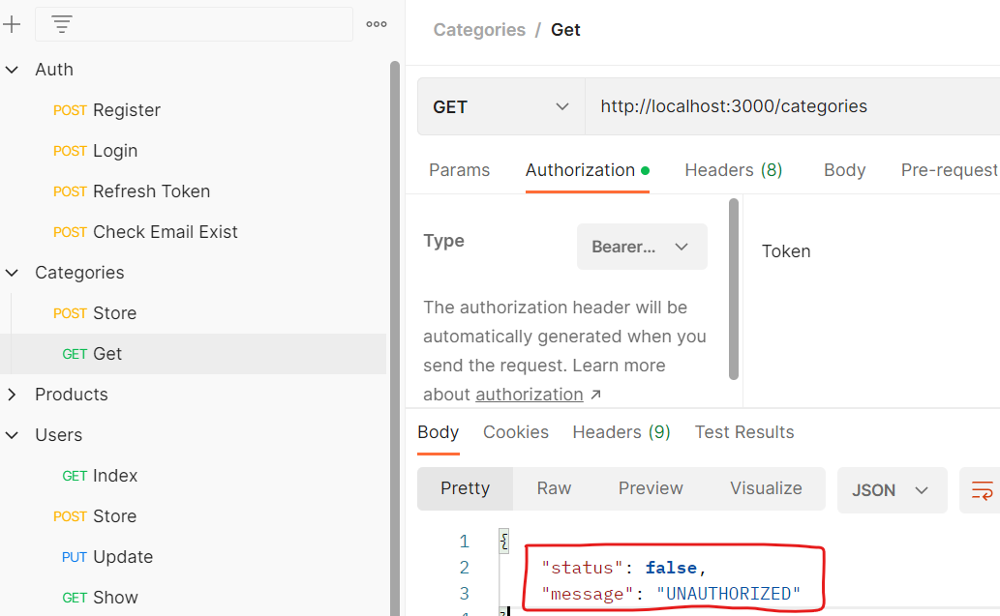 Auth
POST Register
POST Login
POST Refresh Token
POST Check Email Exist
Categories
POST Store
GET Get
Products
Users
GET Index
POST Store
PUT Update
GET Show
Categories / Get
GET http://localhost:3000/categories
Params Authorization Headers (8) Body Pre-request
Type Bearer...
The authorization header will be
automatically generated when you
send the request. Learn more
about authorization ↗
Token
Body Cookies Headers (9) Test Results
Pretty Raw Preview Visualize JSON
1 {
2 "status": false,
3 "message": "UNAUTHORIZED"